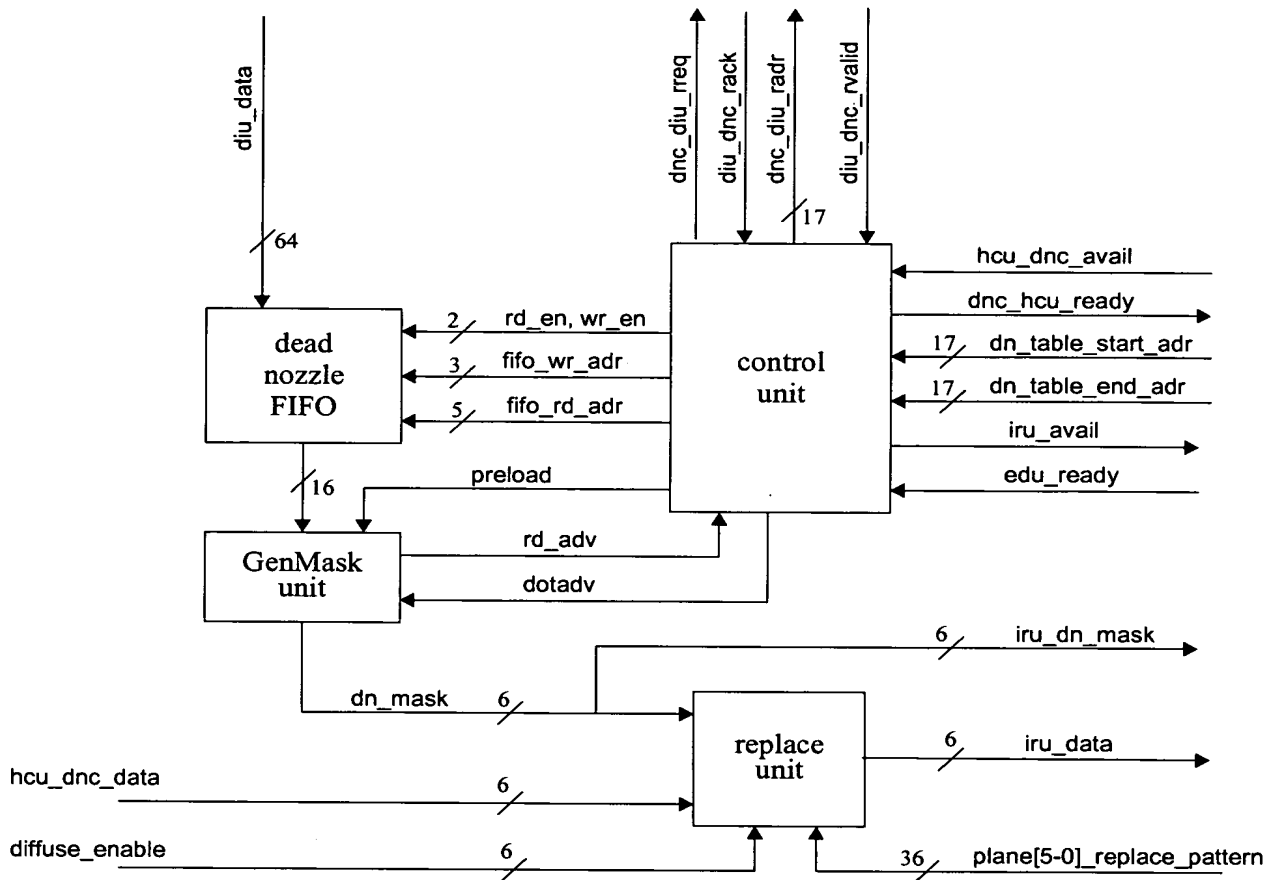 diu_data
dnc_diu_rreq
diu_dnc_rack
dnc_diu_radr
diu_dnc_rvalid
17
64
hcu_dnc_avail
dnc_hcu_ready
dead
nozzle
FIFO
2
rd_en, wr_en
3
fifo_wr_adr
5
fifo_rd_adr
control
unit
17
dn_table_start_adr
17
dn_table_end_adr
iru_avail
edu_ready
16
preload
GenMask
unit
rd_adv
dotadv
6
iru_dn_mask
dn_mask
6
replace
unit
6
iru_data
hcu_dnc_data
6
diffuse_enable
6
36
plane[5-0]_replace_pattern